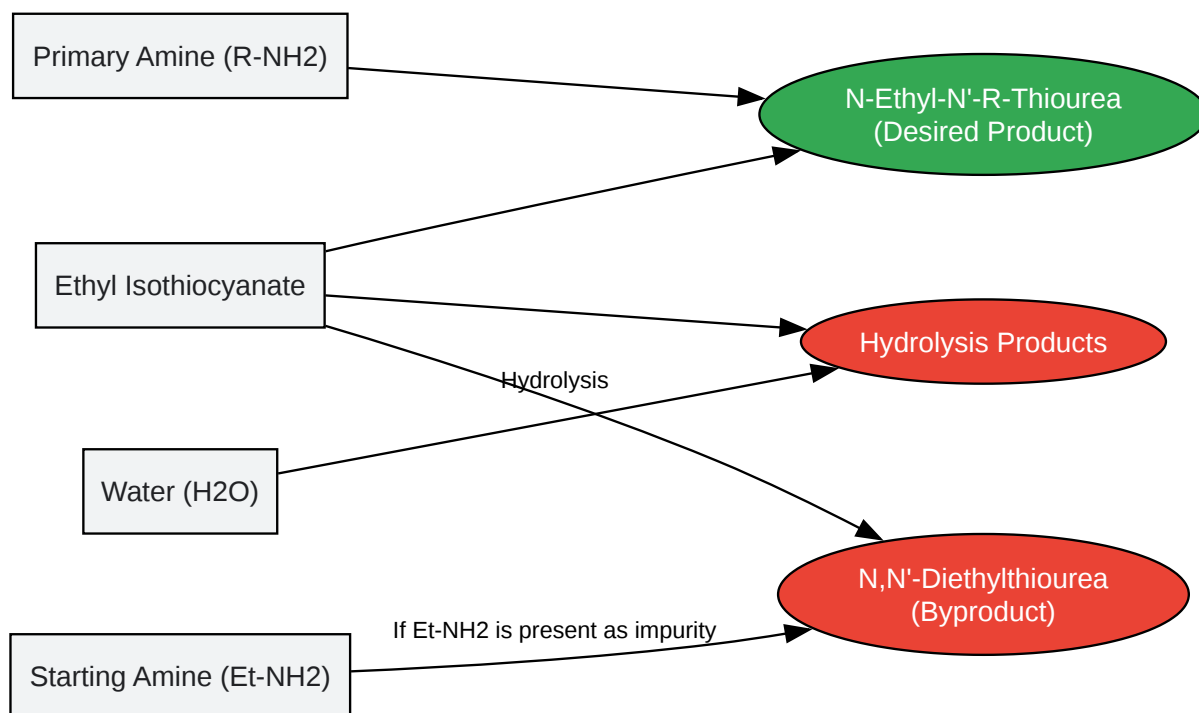 Primary Amine (R-NH2)
N-Ethyl-N'-R-Thiourea
(Desired Product)
Ethyl Isothiocyanate
Hydrolysis Products
Hydrolysis
Water (H2O)
N,N'-Diethylthiourea
(Byproduct)
If Et-NH2 is present as impurity
Starting Amine (Et-NH2)